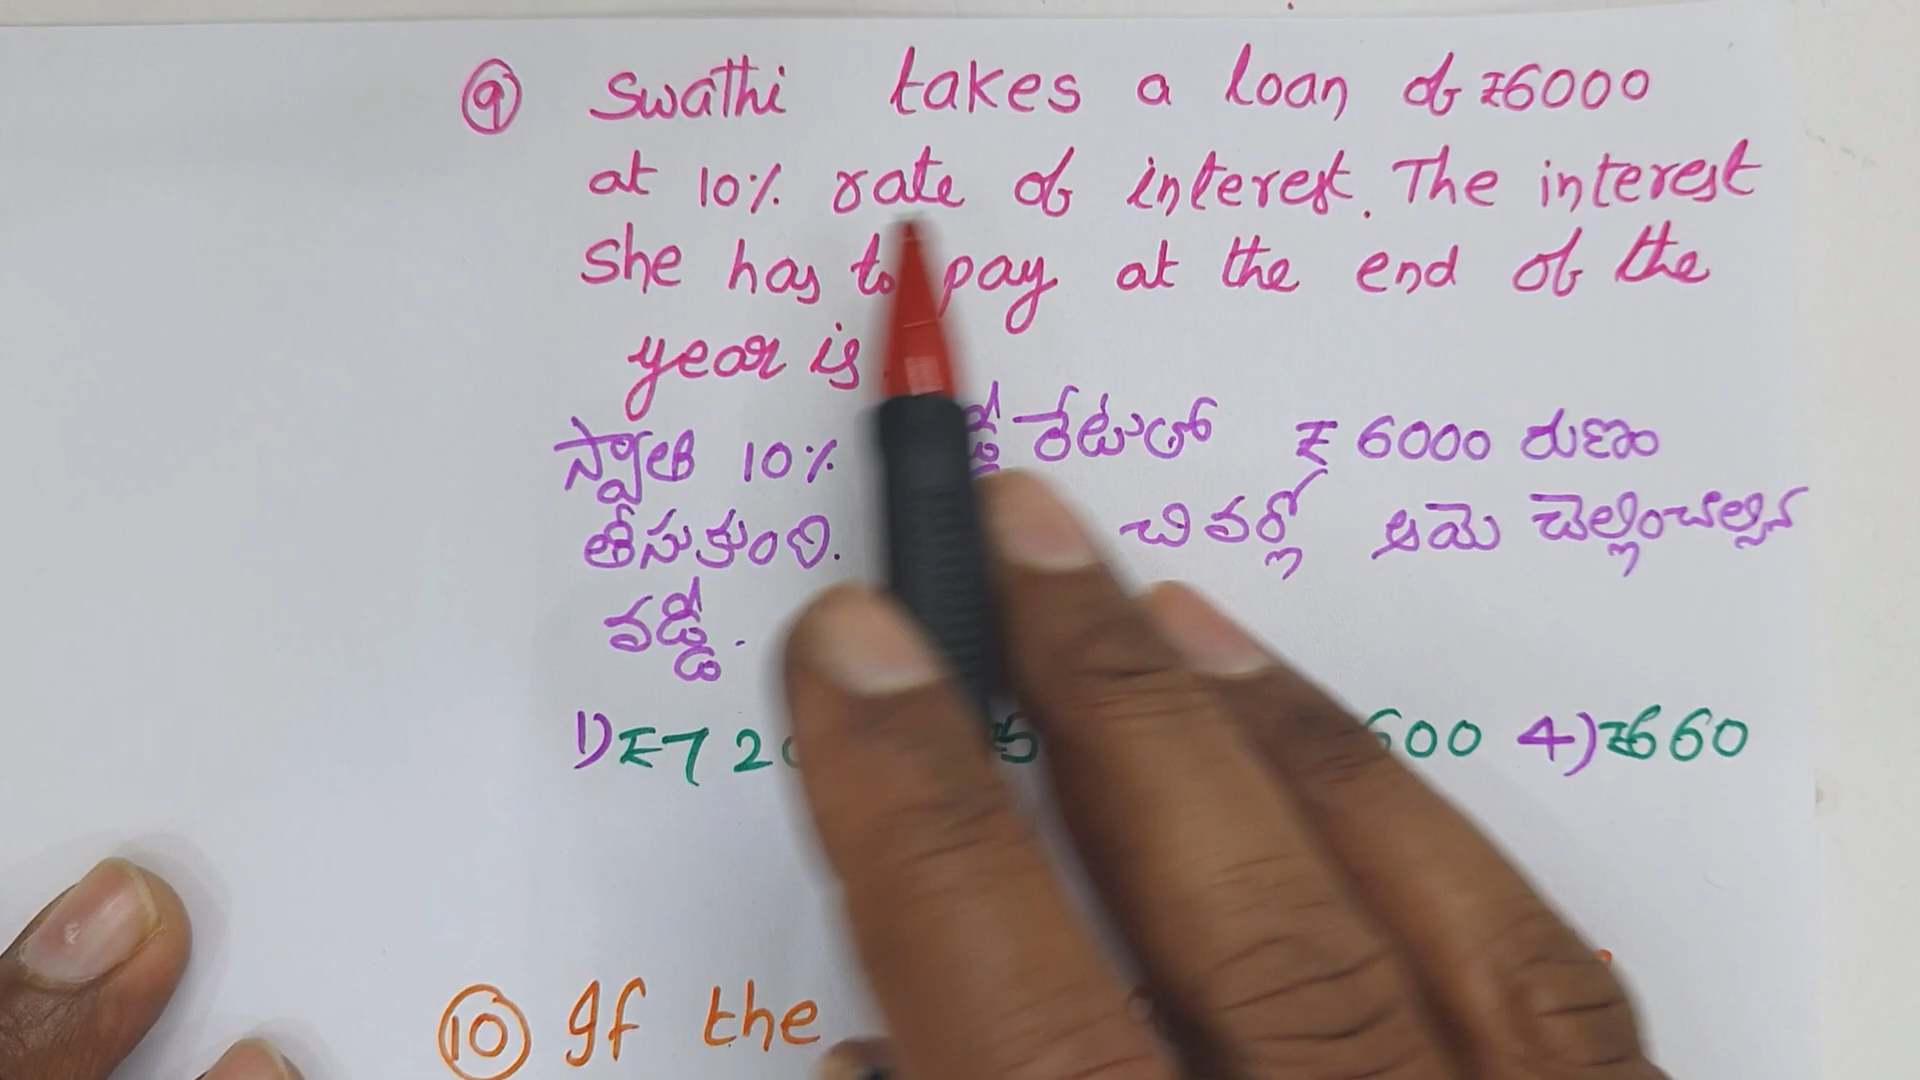 9 Swathi takes a loan of ₹6000
at 10% rate of interest. The interest
she has to pay at the end of the
year is
స్వాతి 10% రేటుతో ₹ 6000 రుణం
తీసుకుంది. చివర్లో ఆమె చెల్లించాల్సిన
వడ్డీ.
1) ₹720 600 4) ₹660
10 If the